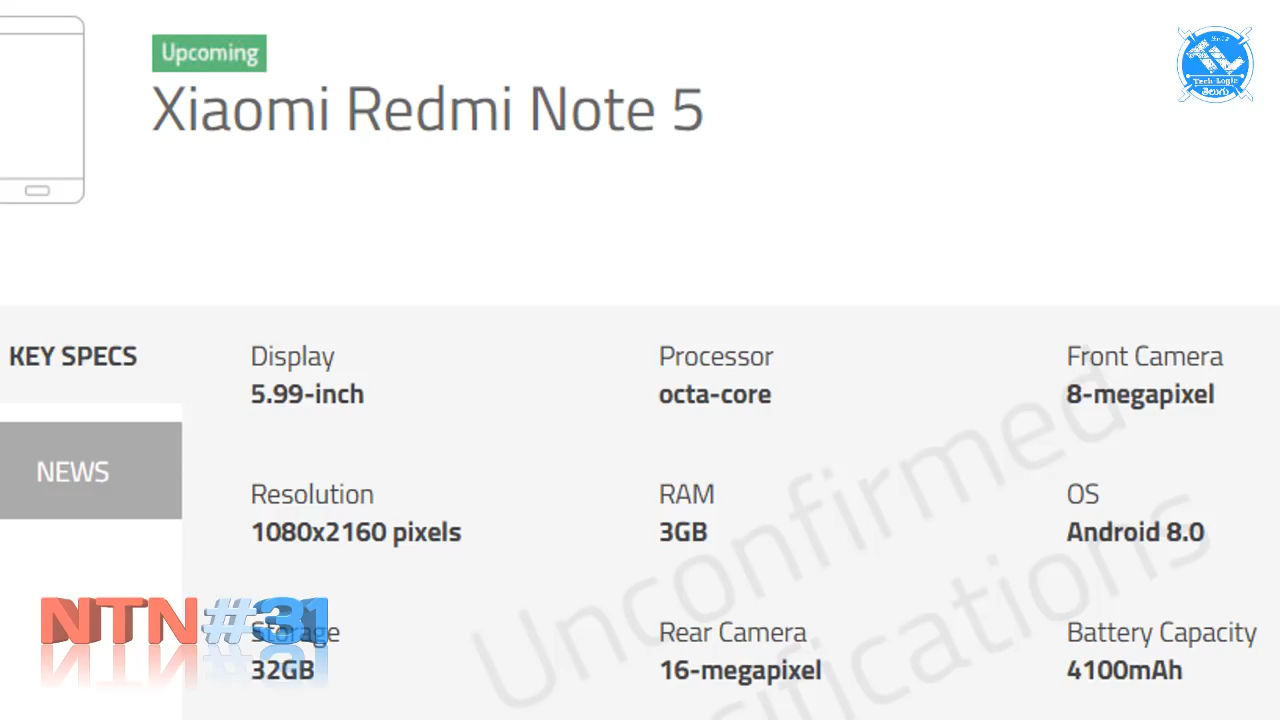 Upcoming
Xiaomi Redmi Note 5
Tech-Logic
తెలుగు
KEY SPECS
Display
5.99-inch
Processor
octa-core
Front Camera
8-megapixel
NEWS
Resolution
1080x2160 pixels
RAM
3GB
OS
Android 8.0
Unconfirmed
NTN#31
Storage
32GB
Rear Camera
16-megapixel
Battery Capacity
4100mAh